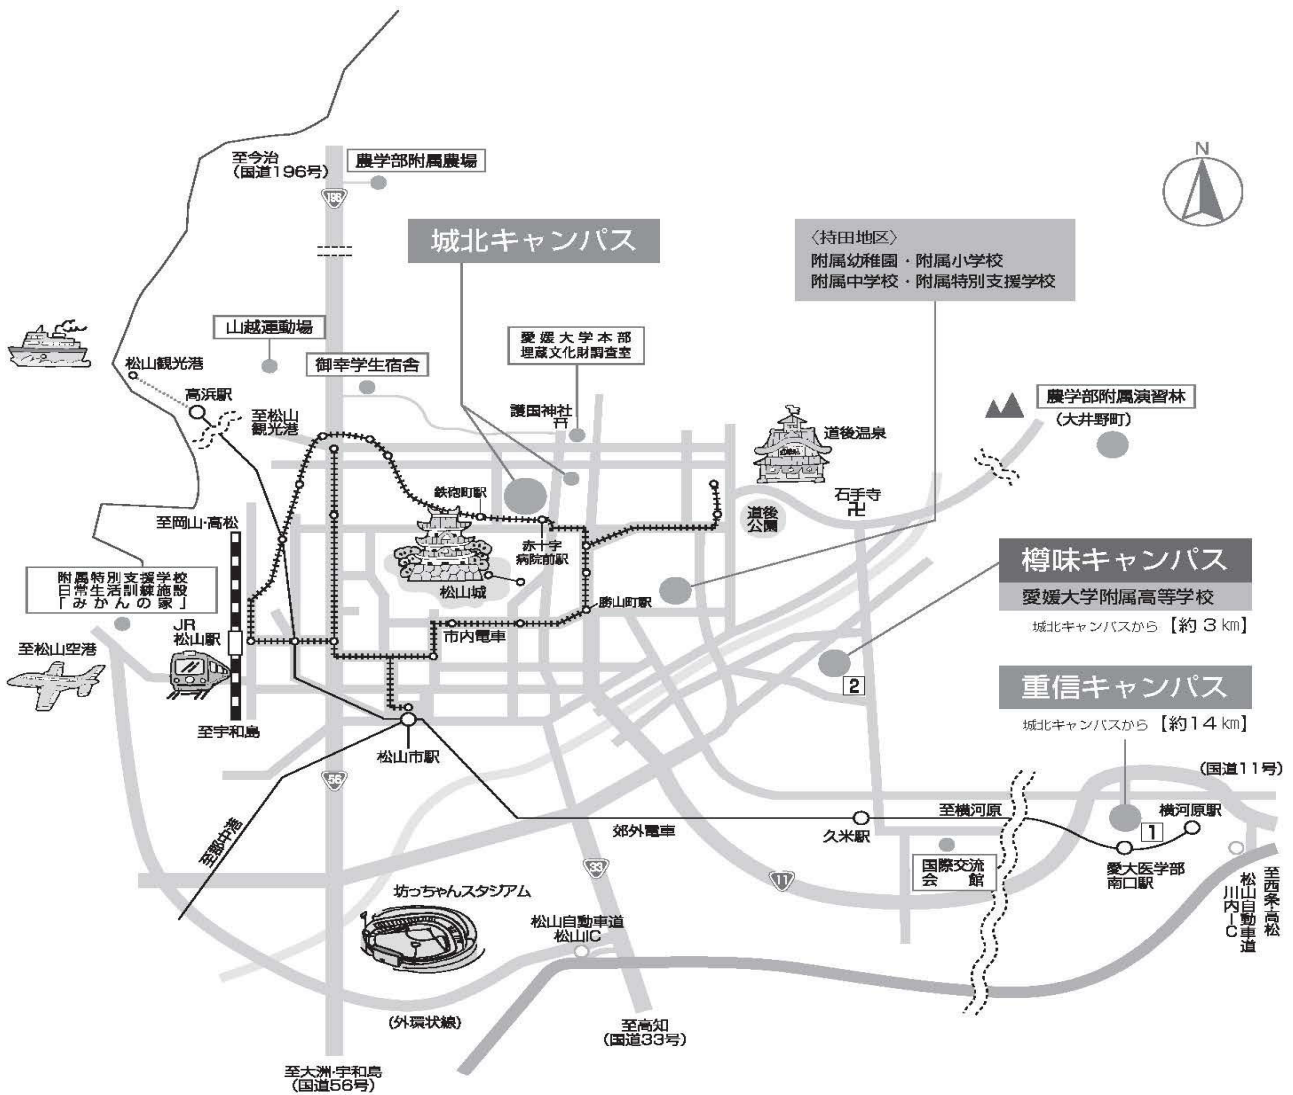 至今治
(国道196号)
農学部附属農場
196
N
城北キャンパス
〈持田地区〉
附属幼稚園・附属小学校
附属中学校・附属特別支援学校
山越運動場
愛媛大学本部
埋蔵文化財調査室
松山観光港
御幸学生宿舎
高浜駅
至松山
観光港
護国神社
農学部附属演習林
(大井野町)
道後温泉
石手寺
卍
鉄砲町駅
道後
公園
至岡山・高松
赤十字
病院前駅
樽味キャンパス
愛媛大学附属高等学校
城北キャンパスから【約3㎞】
附属特別支援学校
日常生活訓練施設
「みかんの家」
松山城
勝山町駅
JR
松山駅
市内電車
至松山空港
2
重信キャンパス
城北キャンパスから【約14㎞】
至宇和島
松山市駅
56
(国道11号)
至郡中港
郊外電車
久米駅
至横河原
横河原駅
1
33
11
国際交流
会館
愛大医学部
南口駅
坊っちゃんスタジアム
松山自動車道
松山IC
松山自動車道
川内IC
至西条・高松
(外環状線)
至高知
(国道33号)
至大洲・宇和島
(国道56号)